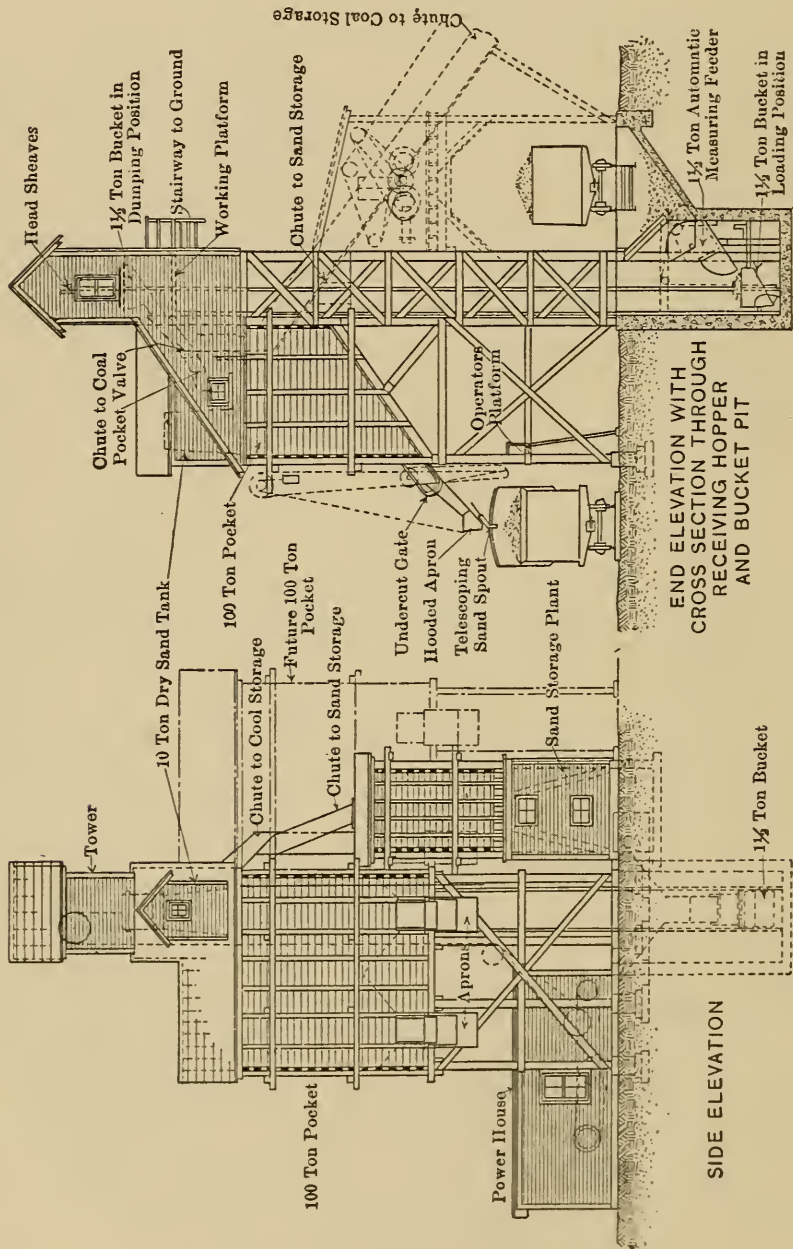 Chute to Coal Storage
Head Sheaves
1½ Ton Bucket in
Dumping Position
Stairway to Ground
Working Platform
Chute to Sand Storage
1½ Ton Automatic
Measuring Feeder
1½ Ton Bucket in
Loading Position
Chute to Coal
Pocket Valve
Operators
Platform
100 Ton Pocket
Undercut Gate
Hooded Apron
Telescoping
Sand Spout
END ELEVATION WITH
CROSS SECTION THROUGH
RECEIVING HOPPER
AND BUCKET PIT
10 Ton Dry Sand Tank
Future 100 Ton
Pocket
Chute to Cool Storage
Chute to Sand Storage
Sand Storage Plant
Tower
1½ Ton Bucket
Aprons
100 Ton Pocket
Power House
SIDE ELEVATION